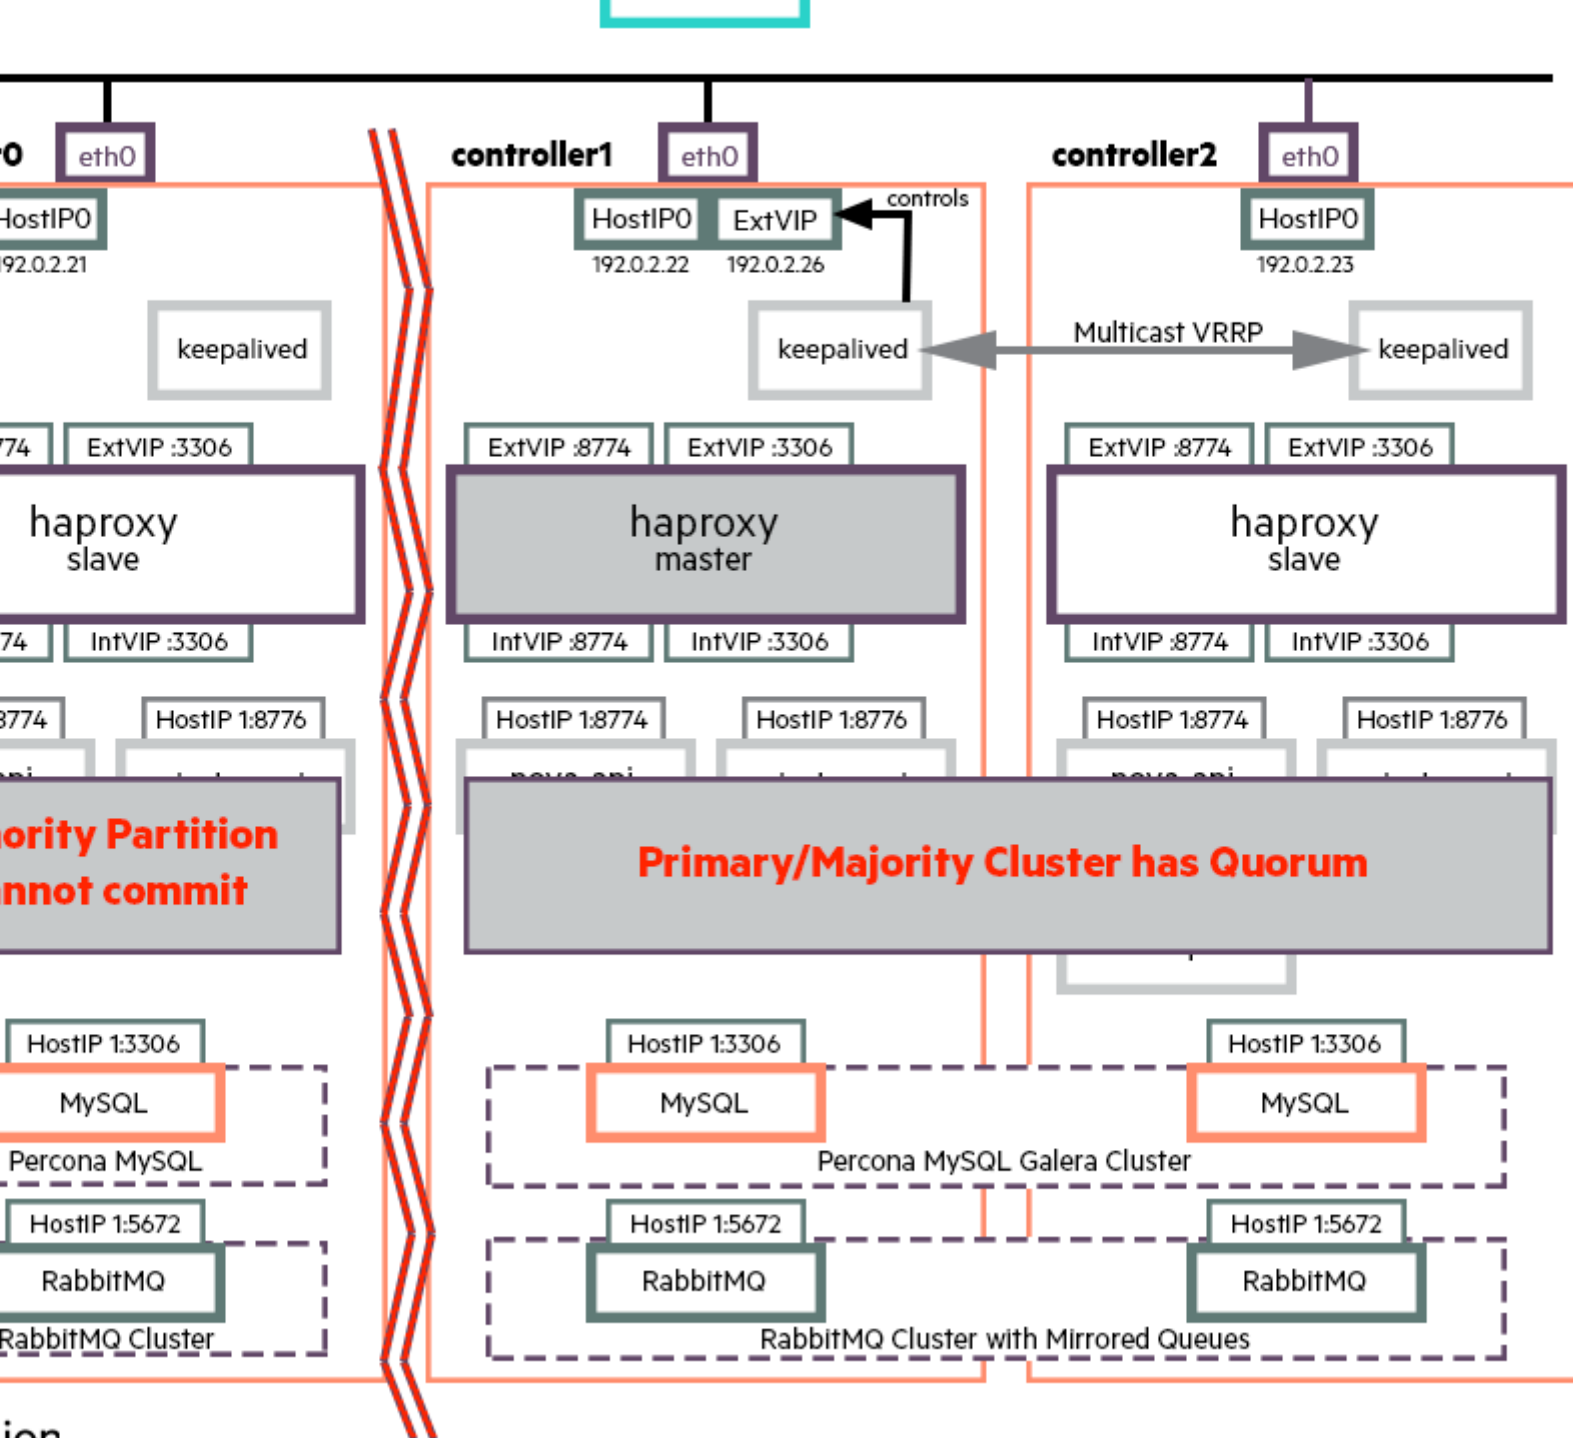 eth0
controller1
eth0
controller2
eth0
HostIP0
HostIP0
ExtVIP
controls
HostIP0
192.0.2.21
192.0.2.22
192.0.2.26
192.0.2.23
keepalived
keepalived
Multicast VRRP
keepalived
ExtVIP :3306
ExtVIP :8774
ExtVIP :3306
ExtVIP :8774
ExtVIP :3306
haproxy
slave
haproxy
master
haproxy
slave
IntVIP :3306
IntVIP :8774
IntVIP :3306
IntVIP :8774
IntVIP :3306
HostIP 1:8776
HostIP 1:8774
HostIP 1:8776
HostIP 1:8774
HostIP 1:8776
Partition
commit
Primary/Majority Cluster has Quorum
HostIP 1:3306
HostIP 1:3306
HostIP 1:3306
MySQL
MySQL
MySQL
Percona MySQL
Percona MySQL Galera Cluster
HostIP 1:5672
HostIP 1:5672
HostIP 1:5672
RabbitMQ
RabbitMQ
RabbitMQ
RabbitMQ Cluster
RabbitMQ Cluster with Mirrored Queues